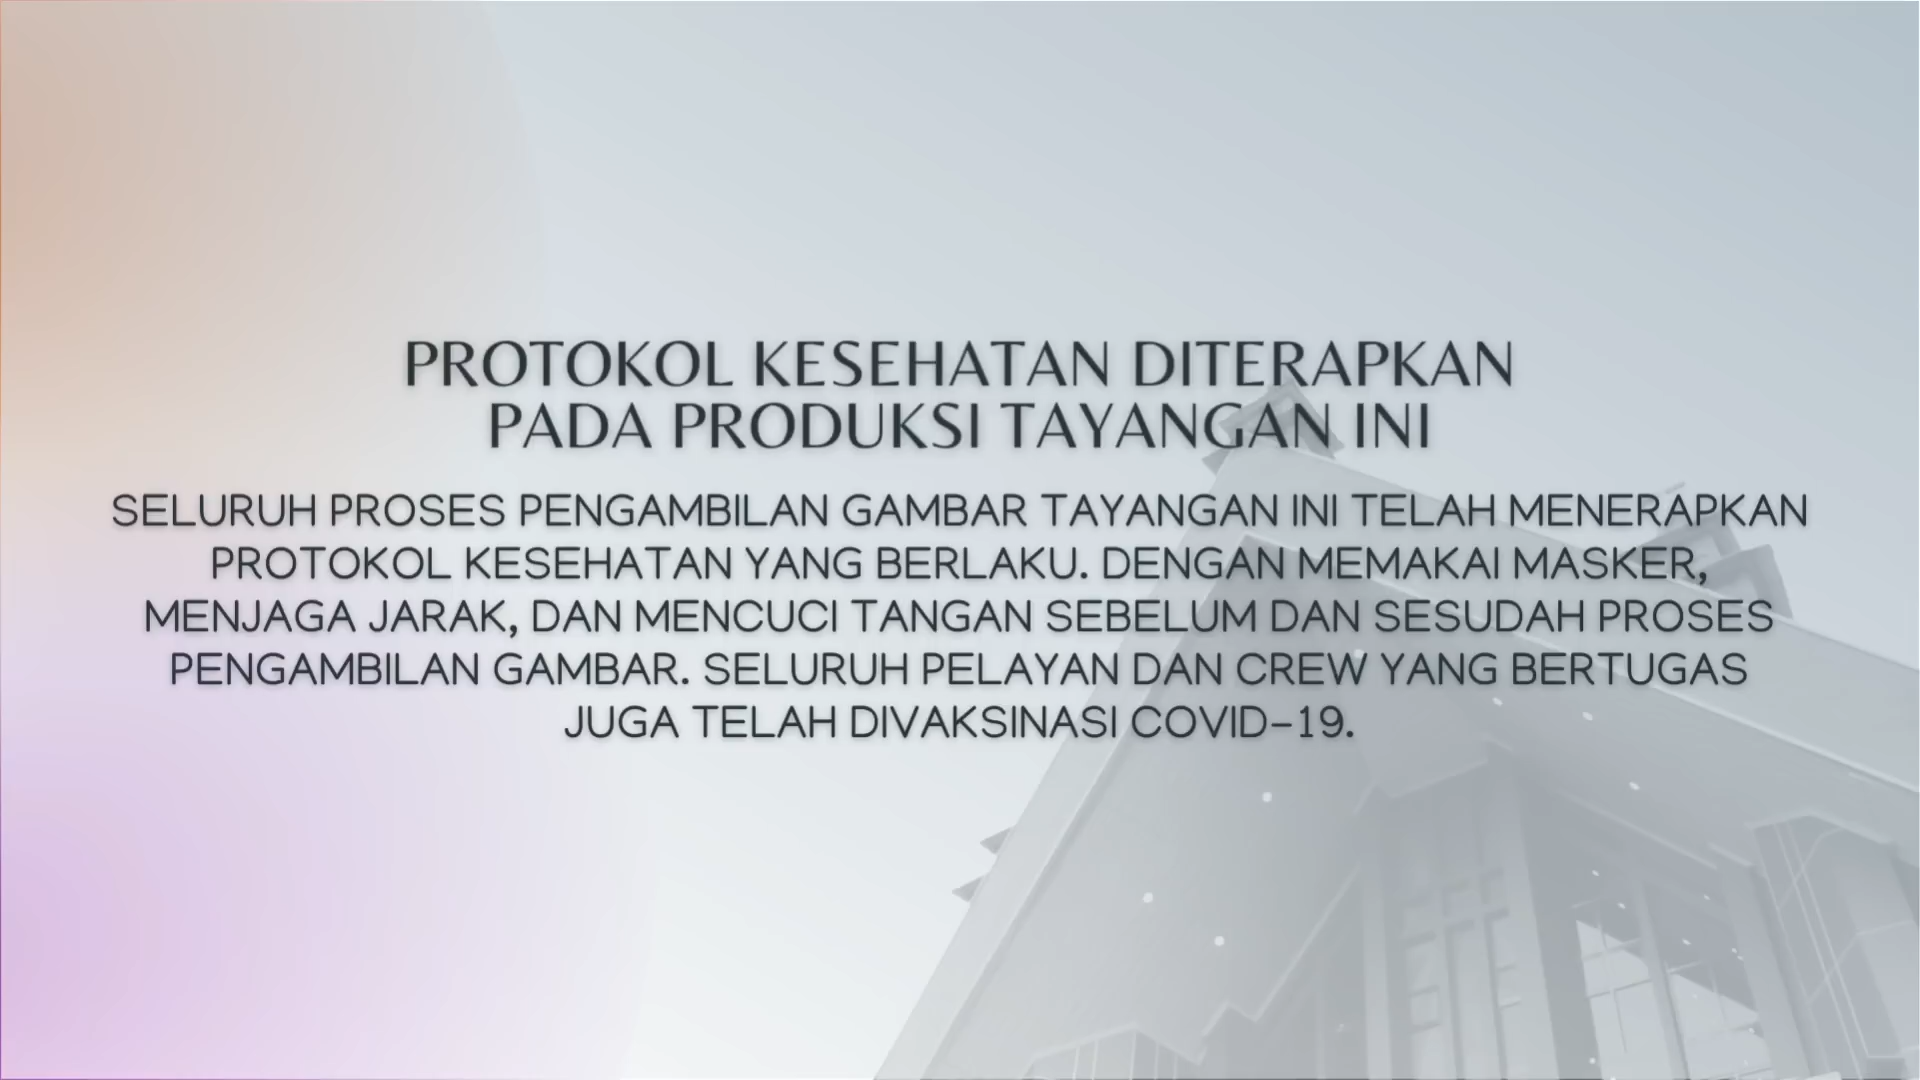 PROTOKOL KESEHATAN DITERAPKAN
PADA PRODUKSI TAYANGAN INI
SELURUH PROSES PENGAMBILAN GAMBAR TAYANGAN INI TELAH MENERAPKAN
PROTOKOL KESEHATAN YANG BERLAKU. DENGAN MEMAKAI MASKER,
MENJAGA JARAK, DAN MENCUCI TANGAN SEBELUM DAN SESUDAH PROSES
PENGAMBILAN GAMBAR. SELURUH PELAYAN DAN CREW YANG BERTUGAS
JUGA TELAH DIVAKSINASI COVID-19.